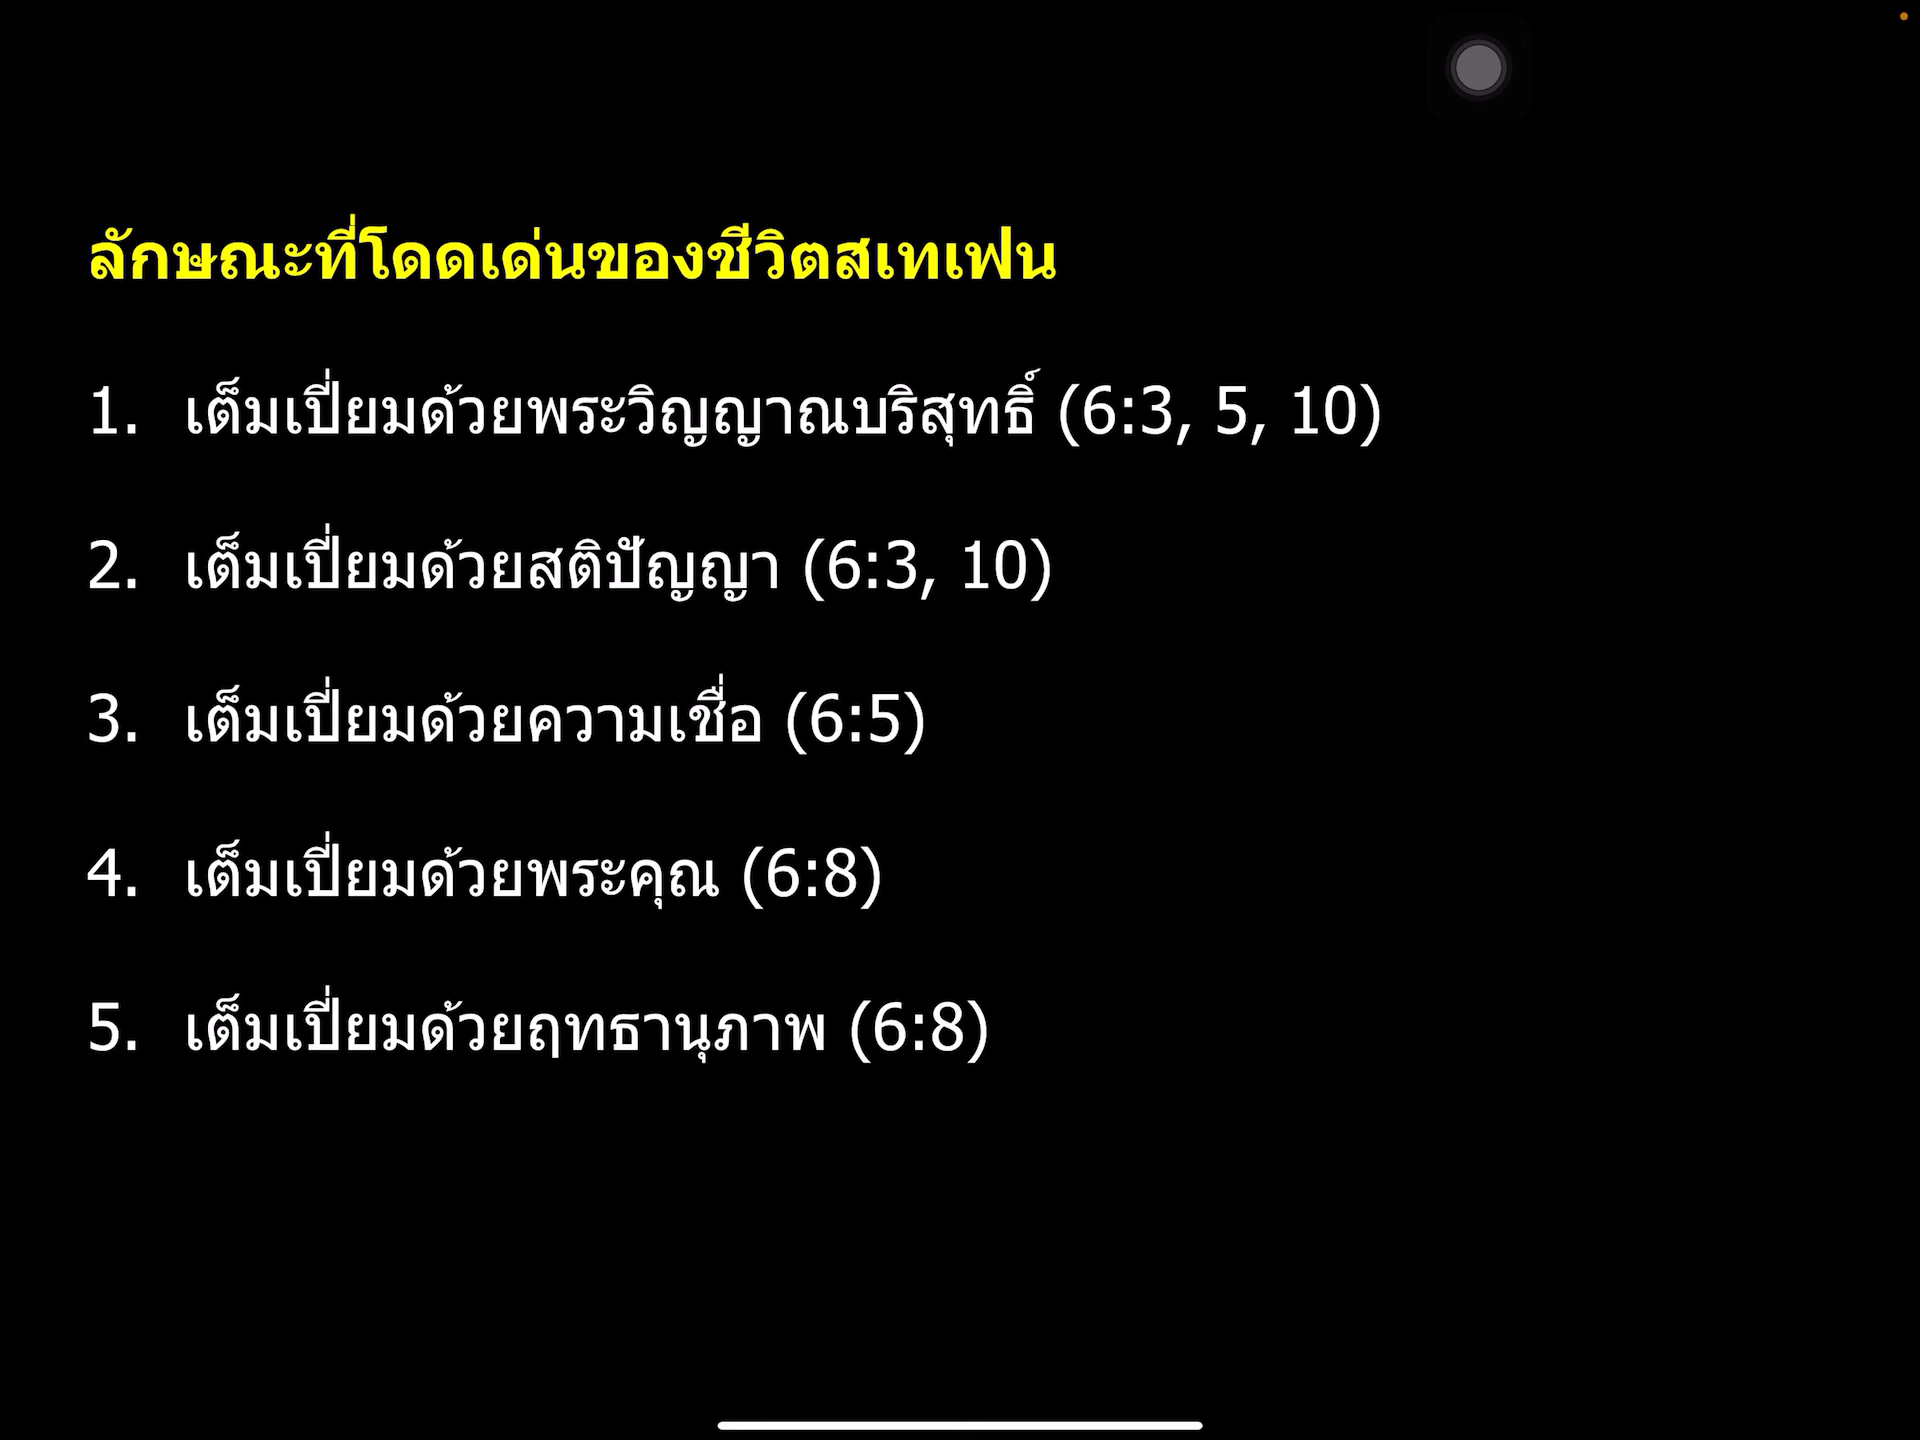 ลักษณะที่โดดเด่นของชีวิตสเทเฟน
1. เต็มเปี่ยมด้วยพระวิญญาณบริสุทธิ์ (6:3, 5, 10)
2. เต็มเปี่ยมด้วยสติปัญญา (6:3, 10)
3. เต็มเปี่ยมด้วยความเชื่อ (6:5)
4. เต็มเปี่ยมด้วยพระคุณ (6:8)
5. เต็มเปี่ยมด้วยฤทธานุภาพ (6:8)